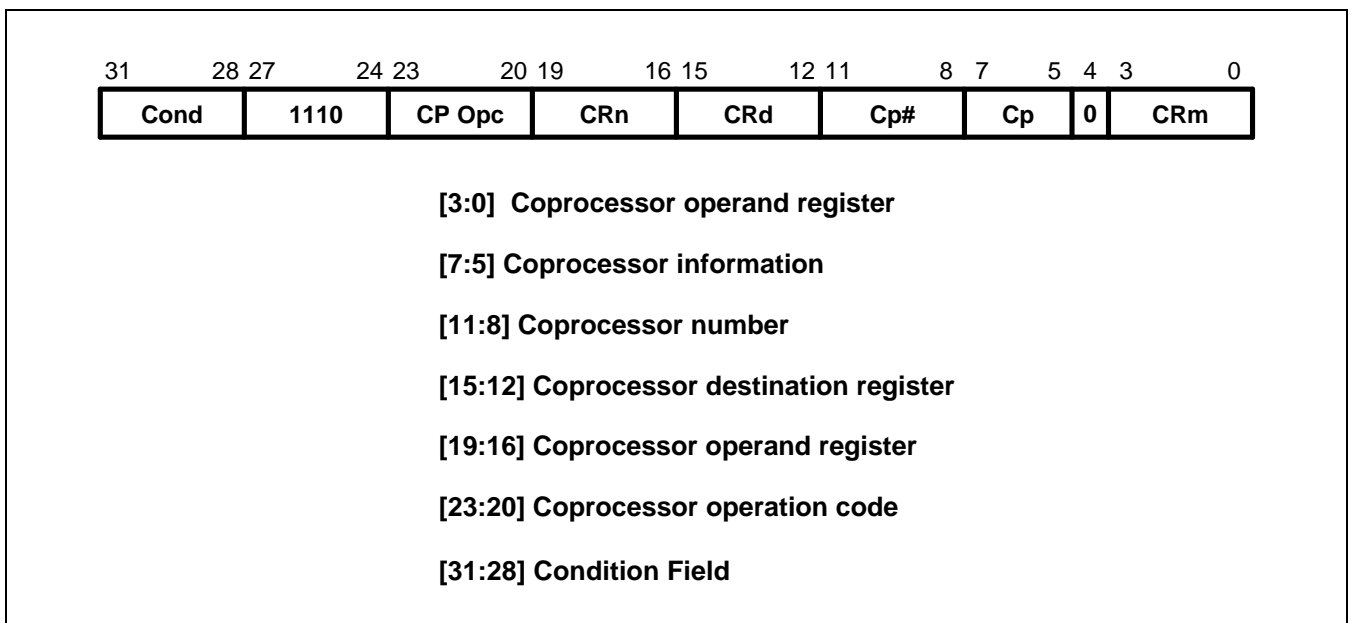 31 28 27 24 23 20 19 16 15 12 11 8 7 5 4 3 0
Cond 1110 CP Opc CRn CRd Cp# Cp 0 CRm
[3:0] Coprocessor operand register
[7:5] Coprocessor information
[11:8] Coprocessor number
[15:12] Coprocessor destination register
[19:16] Coprocessor operand register
[23:20] Coprocessor operation code
[31:28] Condition Field